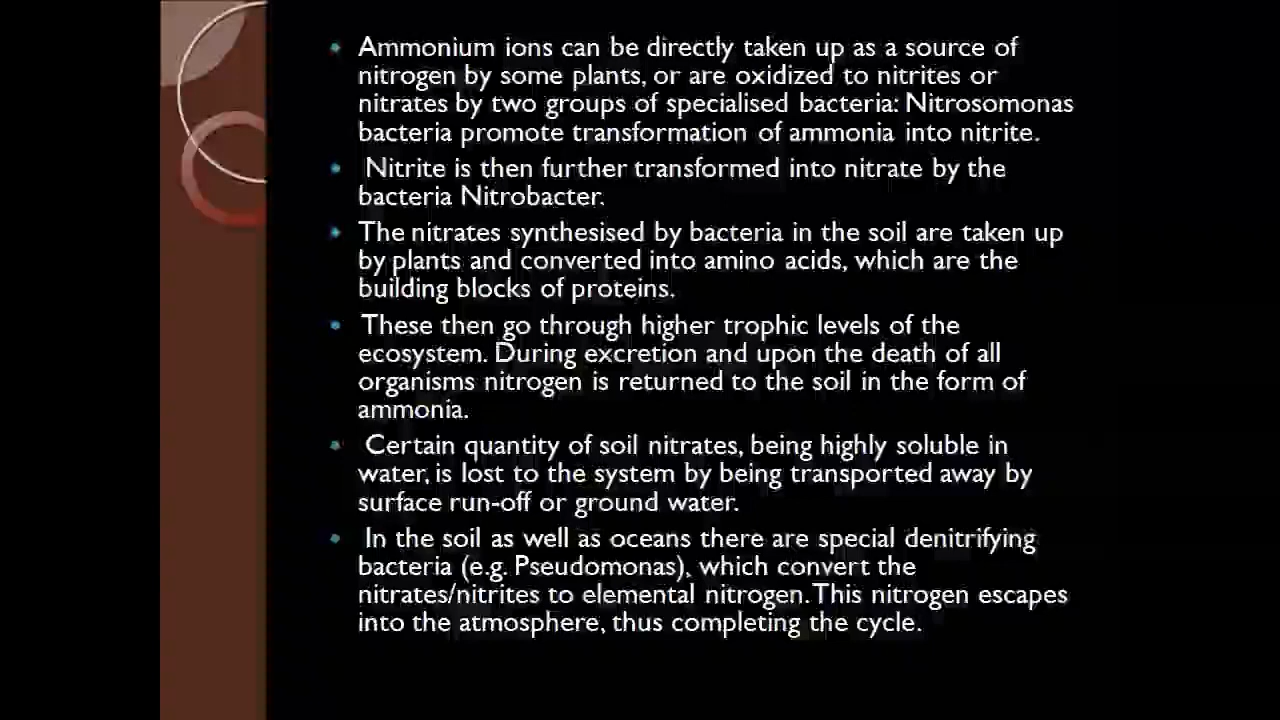 • Ammonium ions can be directly taken up as a source of
nitrogen by some plants, or are oxidized to nitrites or
nitrates by two groups of specialised bacteria: Nitrosomonas
bacteria promote transformation of ammonia into nitrite.
• Nitrite is then further transformed into nitrate by the
bacteria Nitrobacter.
• The nitrates synthesised by bacteria in the soil are taken up
by plants and converted into amino acids, which are the
building blocks of proteins.
• These then go through higher trophic levels of the
ecosystem. During excretion and upon the death of all
organisms nitrogen is returned to the soil in the form of
ammonia.
• Certain quantity of soil nitrates, being highly soluble in
water, is lost to the system by being transported away by
surface run-off or ground water.
• In the soil as well as oceans there are special denitrifying
bacteria (e.g. Pseudomonas), which convert the
nitrates/nitrites to elemental nitrogen. This nitrogen escapes
into the atmosphere, thus completing the cycle.